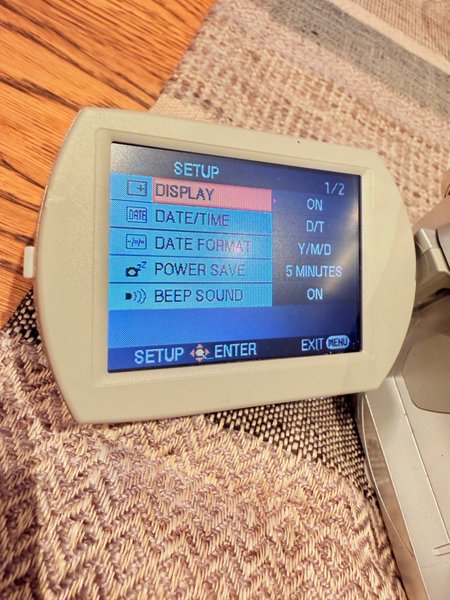 SETUP 1/2
DISPLAY ON
DATE DATE/TIME D/T
DATE FORMAT Y/M/D
POWER SAVE 5 MINUTES
BEEP SOUND ON
SETUP ENTER EXIT MENU